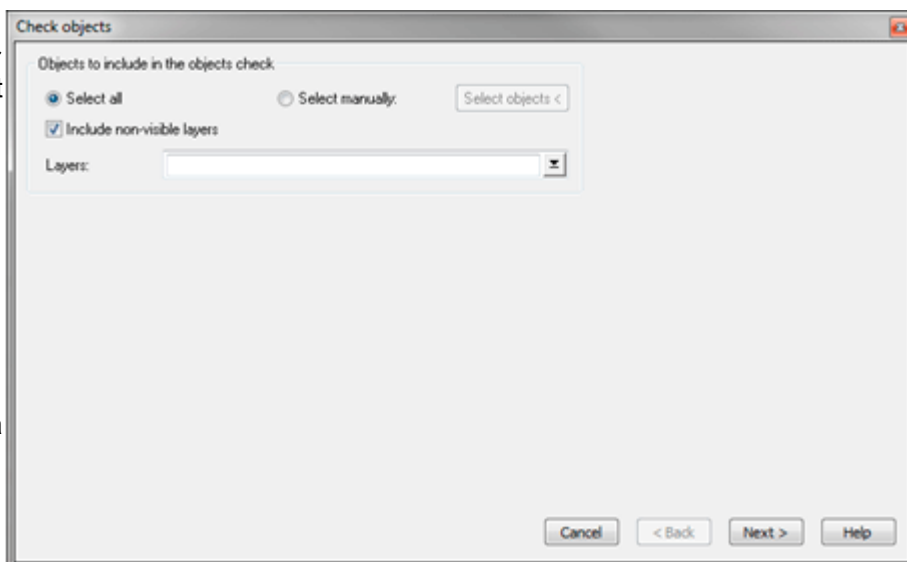 Check objects
Objects to include in the objects check
Select all Select manually: Select objects <
Include non-visible layers
Layers:
Cancel < Back Next > Help